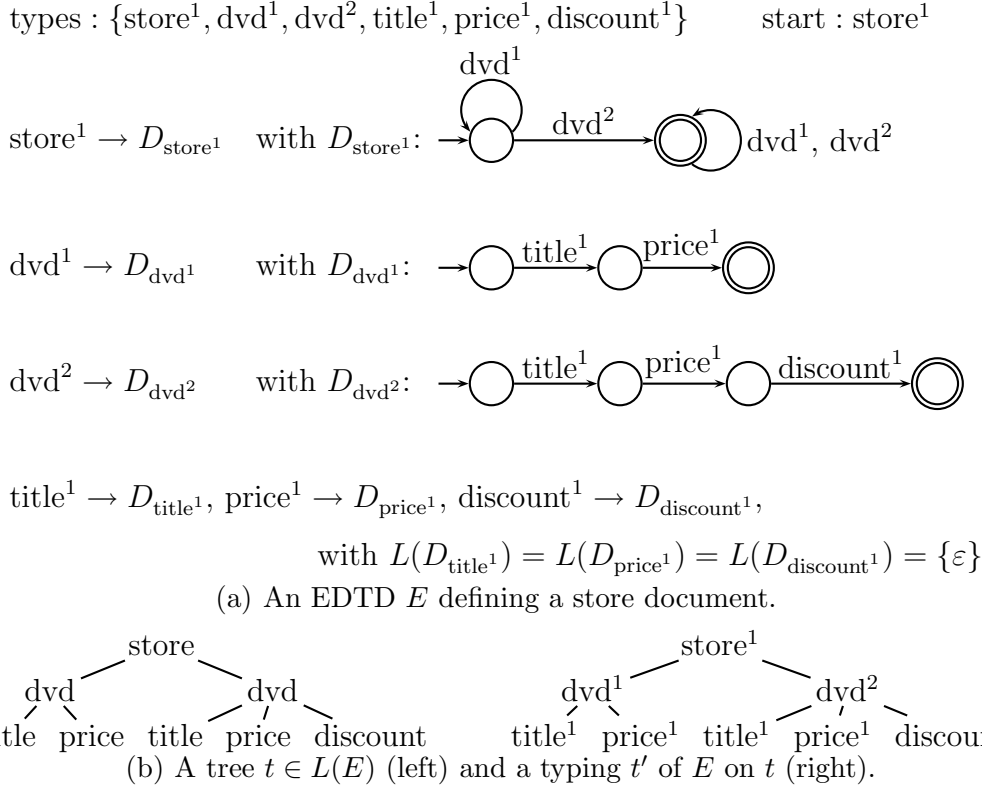 types : {store¹, dvd¹, dvd², title¹, price¹, discount¹} start : store¹
dvd¹
store¹ → D_store¹ with D_store¹: dvd² dvd¹, dvd²
dvd¹ → D_dvd¹ with D_dvd¹: title¹ price¹
dvd² → D_dvd² with D_dvd²: title¹ price¹ discount¹
title¹ → D_title¹, price¹ → D_price¹, discount¹ → D_discount¹,
with L(D_title¹) = L(D_price¹) = L(D_discount¹) = {ε}
(a) An EDTD E defining a store document.
store store¹
dvd dvd dvd¹ dvd²
tle price title price discount title¹ price¹ title¹ price¹ discou
(b) A tree t ∈ L(E) (left) and a typing t′ of E on t (right).